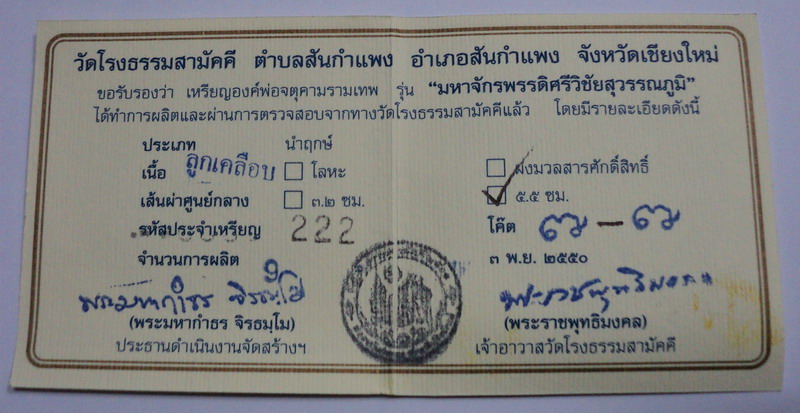 วัดโรงธรรมสามัคคี ตำบลสันกำแพง อำเภอสันกำแพง จังหวัดเชียงใหม่
ขอรับรองว่า เหรียญองค์พ่อจตุคามรามเทพ รุ่น “มหาจักรพรรดิศรีวิชัยสุวรรณภูมิ”
ได้ทำการผลิตและผ่านการตรวจสอบจากทางวัดโรงธรรมสามัคคีแล้ว โดยมีรายละเอียดดังนี้
ประเภท นำฤกษ์
เนื้อ ลูกเคลือบ โลหะ ผงมวลสารศักดิ์สิทธิ์
เส้นผ่าศูนย์กลาง ๓.๒ ซม. ๕.๕ ซม.
รหัสประจำเหรียญ 222 โค๊ต
จำนวนการผลิต ๓ พ.ย. ๒๕๕๐
พระมหากำธร จิรธมฺโม
(พระมหากำธร จิรธมฺโม) (พระราชพุทธิมงคล)
ประธานดำเนินงานจัดสร้างฯ เจ้าอาวาสวัดโรงธรรมสามัคคี